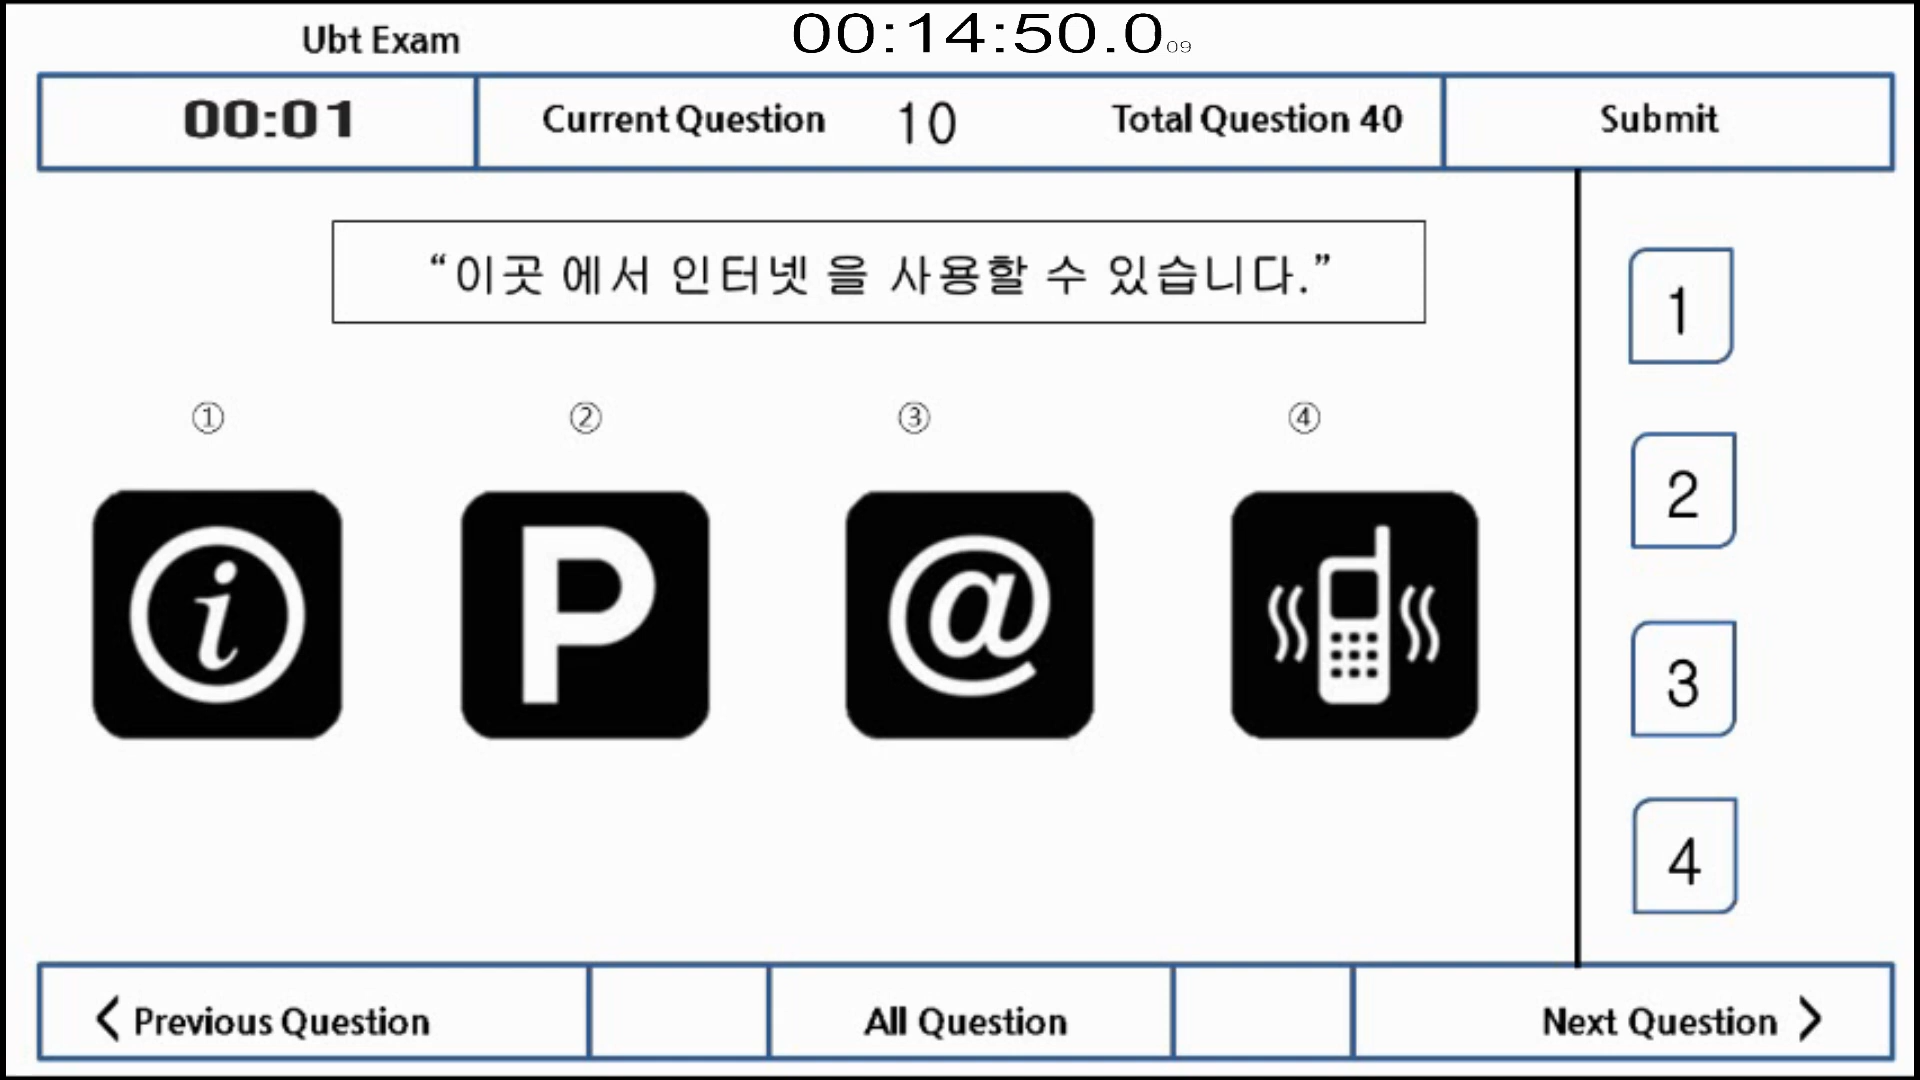 Ubt Exam 00:14:50.009
00:01 Current Question 10 Total Question 40 Submit
“이곳 에서 인터넷 을 사용할 수 있습니다.”
① ② ③ ④
i P @
1
2
3
4
< Previous Question All Question Next Question >